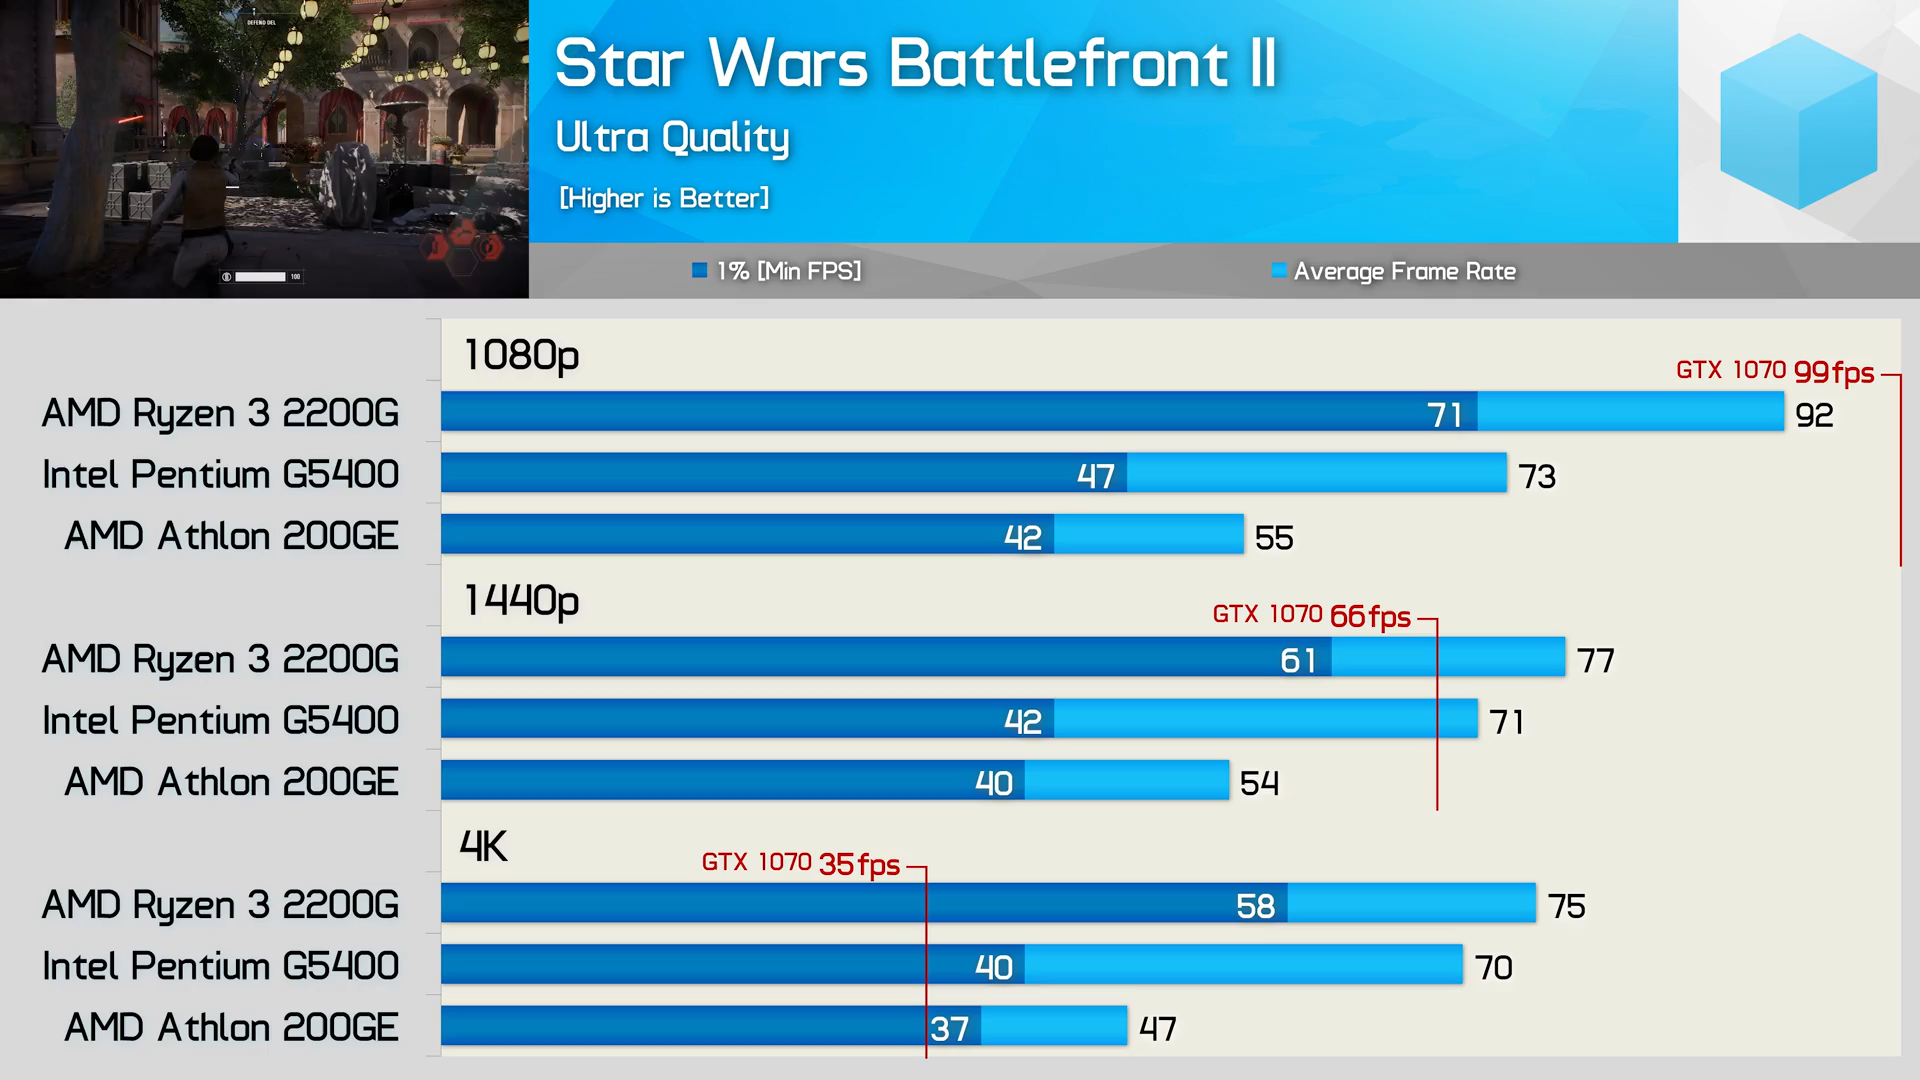 DEFEND DEL
100
Star Wars Battlefront II
Ultra Quality
[Higher is Better]
1% [Min FPS]
Average Frame Rate
1080p
GTX 1070 99fps
AMD Ryzen 3 2200G 71 92
Intel Pentium G5400 47 73
AMD Athlon 200GE 42 55
1440p
GTX 1070 66fps
AMD Ryzen 3 2200G 61 77
Intel Pentium G5400 42 71
AMD Athlon 200GE 40 54
4K
GTX 1070 35fps
AMD Ryzen 3 2200G 58 75
Intel Pentium G5400 40 70
AMD Athlon 200GE 37 47